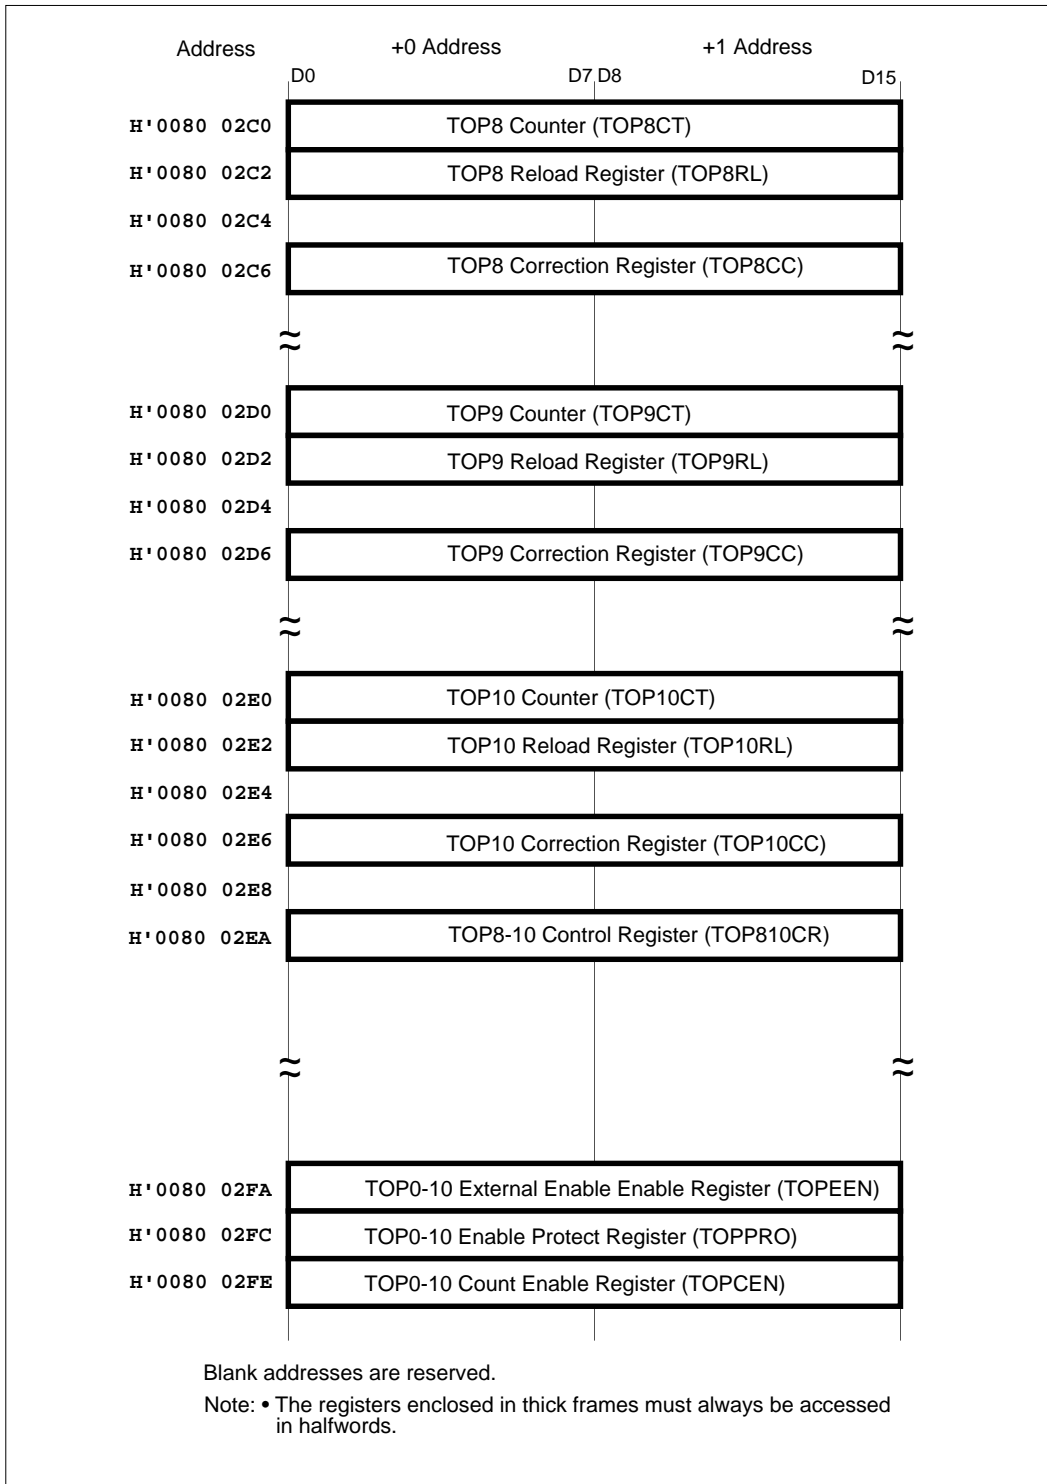 Address +0 Address +1 Address
D0 D7 D8 D15
H'0080 02C0 TOP8 Counter (TOP8CT)
H'0080 02C2 TOP8 Reload Register (TOP8RL)
H'0080 02C4
H'0080 02C6 TOP8 Correction Register (TOP8CC)
≈ ≈
H'0080 02D0 TOP9 Counter (TOP9CT)
H'0080 02D2 TOP9 Reload Register (TOP9RL)
H'0080 02D4
H'0080 02D6 TOP9 Correction Register (TOP9CC)
≈ ≈
H'0080 02E0 TOP10 Counter (TOP10CT)
H'0080 02E2 TOP10 Reload Register (TOP10RL)
H'0080 02E4
H'0080 02E6 TOP10 Correction Register (TOP10CC)
H'0080 02E8
H'0080 02EA TOP8-10 Control Register (TOP810CR)
≈ ≈
H'0080 02FA TOP0-10 External Enable Enable Register (TOPEEN)
H'0080 02FC TOP0-10 Enable Protect Register (TOPPRO)
H'0080 02FE TOP0-10 Count Enable Register (TOPCEN)
Blank addresses are reserved.
Note: • The registers enclosed in thick frames must always be accessed
in halfwords.